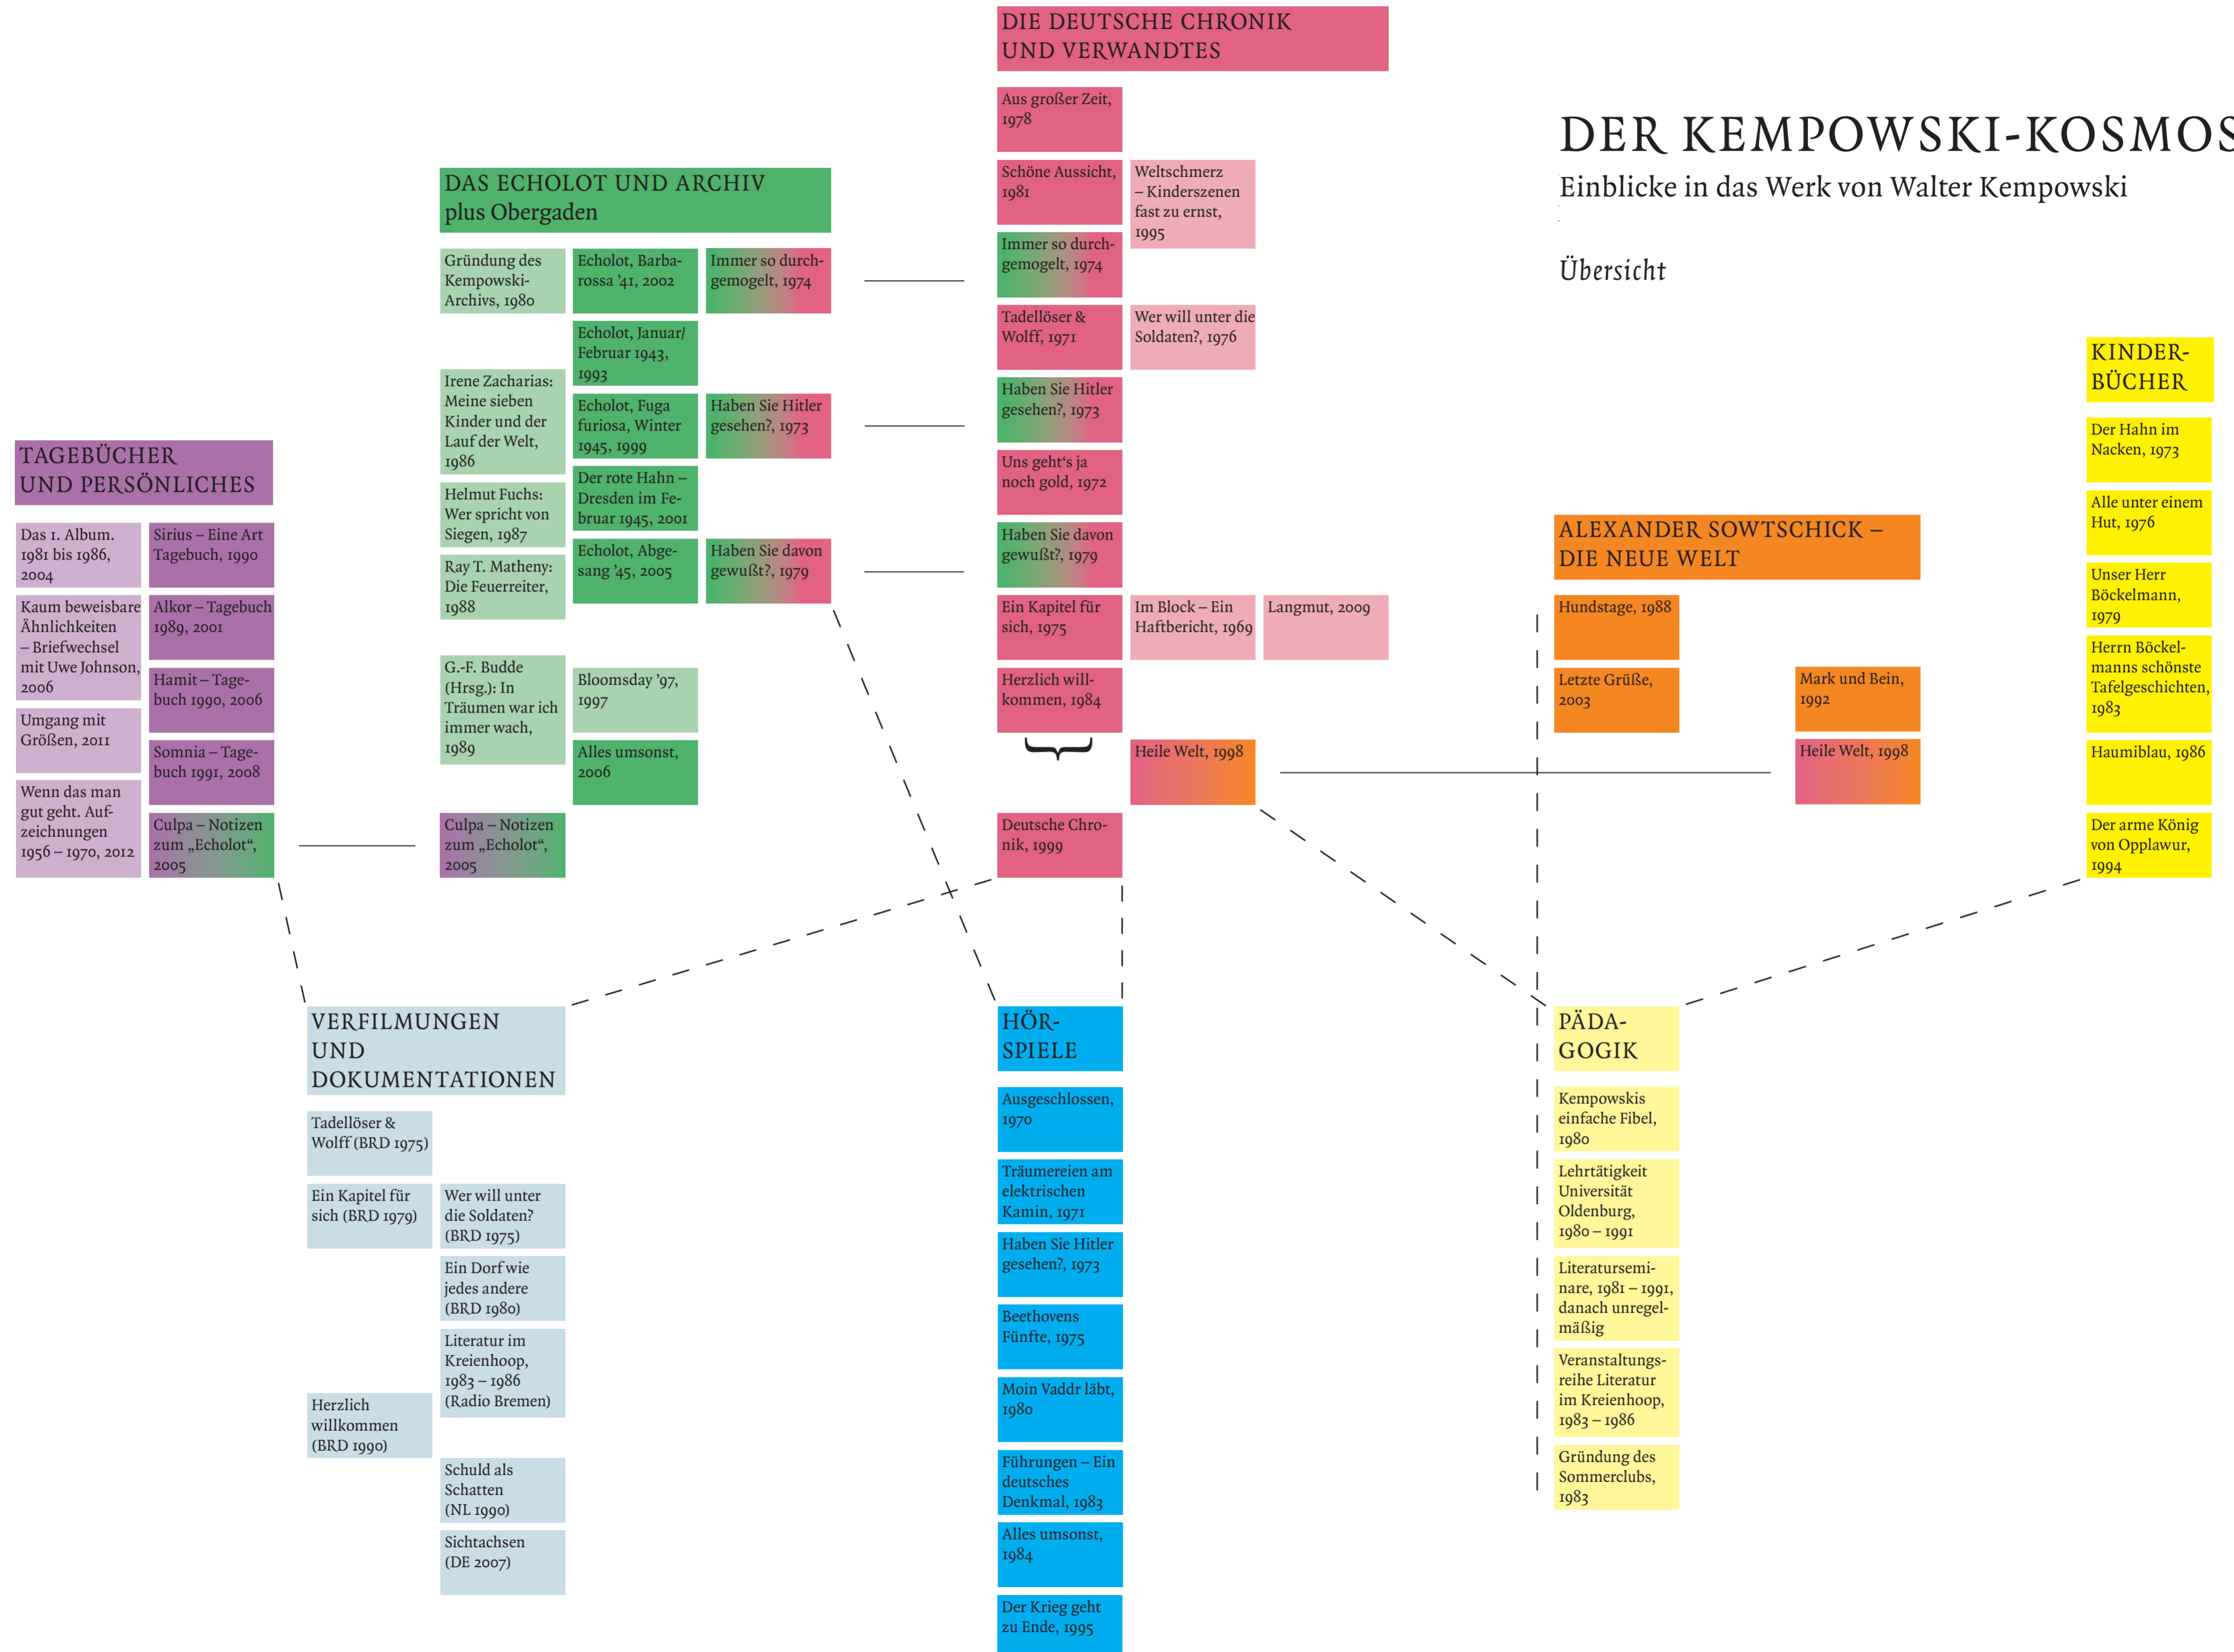 DER KEMPOWSKI-KOSMOS
Einblicke in das Werk von Walter Kempowski
Übersicht
TAGEBÜCHER
UND PERSÖNLICHES
Das 1. Album.
1981 bis 1986,
2004
Kaum beweisbare
Ähnlichkeiten
– Briefwechsel
mit Uwe Johnson,
2006
Umgang mit
Größen, 2011
Wenn das man
gut geht. Auf-
zeichnungen
1956 – 1970, 2012
Sirius – Eine Art
Tagebuch, 1990
Alkor – Tagebuch
1989, 2001
Hamit – Tage-
buch 1990, 2006
Somnia – Tage-
buch 1991, 2008
Culpa – Notizen
zum „Echolot“,
2005
DAS ECHOLOT UND ARCHIV
plus Obergaden
Gründung des
Kempowski-
Archivs, 1980
Irene Zacharias:
Meine sieben
Kinder und der
Lauf der Welt,
1986
Helmut Fuchs:
Wer spricht von
Siegen, 1987
Ray T. Matheny:
Die Feuerreiter,
1988
G.-F. Budde
(Hrsg.): In
Träumen war ich
immer wach,
1989
Culpa – Notizen
zum „Echolot“,
2005
Echolot, Barba-
rossa ’41, 2002
Echolot, Januar/
Februar 1943,
1993
Echolot, Fuga
furiosa, Winter
1945, 1999
Der rote Hahn –
Dresden im Fe-
bruar 1945, 2001
Echolot, Abge-
sang ’45, 2005
Bloomsday ’97,
1997
Alles umsonst,
2006
Immer so durch-
gemogelt, 1974
Haben Sie Hitler
gesehen?, 1973
Haben Sie davon
gewußt?, 1979
DIE DEUTSCHE CHRONIK
UND VERWANDTES
Aus großer Zeit,
1978
Schöne Aussicht,
1981
Immer so durch-
gemogelt, 1974
Tadellöser &
Wolff, 1971
Haben Sie Hitler
gesehen?, 1973
Uns geht‘s ja
noch gold, 1972
Haben Sie davon
gewußt?, 1979
Ein Kapitel für
sich, 1975
Herzlich will-
kommen, 1984
Deutsche Chro-
nik, 1999
Weltschmerz
– Kinderszenen
fast zu ernst,
1995
Wer will unter die
Soldaten?, 1976
Im Block – Ein
Haftbericht, 1969
Langmut, 2009
Heile Welt, 1998
ALEXANDER SOWTSCHICK –
DIE NEUE WELT
Hundstage, 1988
Letzte Grüße,
2003
Mark und Bein,
1992
Heile Welt, 1998
KINDER-
BÜCHER
Der Hahn im
Nacken, 1973
Alle unter einem
Hut, 1976
Unser Herr
Böckelmann,
1979
Herrn Böckel-
manns schönste
Tafelgeschichten,
1983
Haumiblau, 1986
Der arme König
von Opplawur,
1994
VERFILMUNGEN
UND
DOKUMENTATIONEN
Tadellöser &
Wolff (BRD 1975)
Ein Kapitel für
sich (BRD 1979)
Herzlich
willkommen
(BRD 1990)
Wer will unter
die Soldaten?
(BRD 1975)
Ein Dorf wie
jedes andere
(BRD 1980)
Literatur im
Kreienhoop,
1983 – 1986
(Radio Bremen)
Schuld als
Schatten
(NL 1990)
Sichtachsen
(DE 2007)
HÖR-
SPIELE
Ausgeschlossen,
1970
Träumereien am
elektrischen
Kamin, 1971
Haben Sie Hitler
gesehen?, 1973
Beethovens
Fünfte, 1975
Moin Vaddr läbt,
1980
Führungen – Ein
deutsches
Denkmal, 1983
Alles umsonst,
1984
Der Krieg geht
zu Ende, 1995
PÄDA-
GOGIK
Kempowskis
einfache Fibel,
1980
Lehrtätigkeit
Universität
Oldenburg,
1980 – 1991
Literatursemi-
nare, 1981 – 1991,
danach unregel-
mäßig
Veranstaltungs-
reihe Literatur
im Kreienhoop,
1983 – 1986
Gründung des
Sommerclubs,
1983